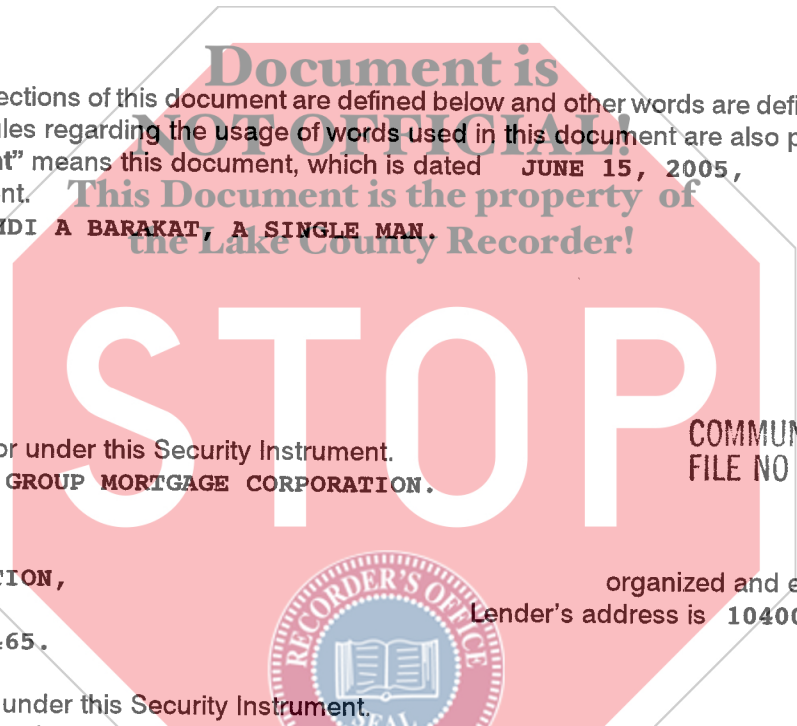 Document is
ections of this document are defined below and other words are defi
NOT OFFICIAL!
les regarding the usage of words used in this document are also p
nt” means this document, which is dated JUNE 15, 2005,
nt.
This Document is the property of
DI A BARAKAT, A SINGLE MAN.
the Lake County Recorder!
STOP
or under this Security Instrument.
COMMUN
GROUP MORTGAGE CORPORATION.
FILE NO
TION,
organized and e
Lender's address is 10400
465.
RECORDER'S OFFICE
under this Security Instrument.
SEAL